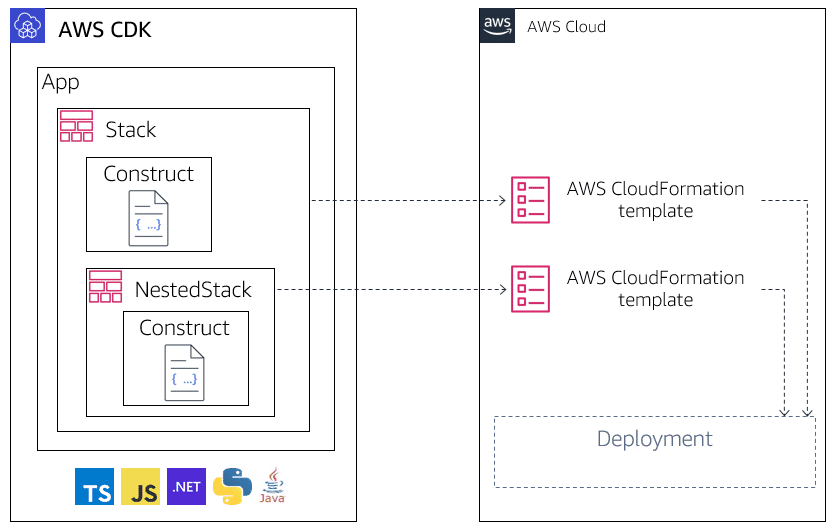 AWS CDK
App
Stack
Construct
{ ...}
NestedStack
Construct
{ ...}
TS
JS
.NET
Java
aws
AWS Cloud
AWS CloudFormation
template
AWS CloudFormation
template
Deployment